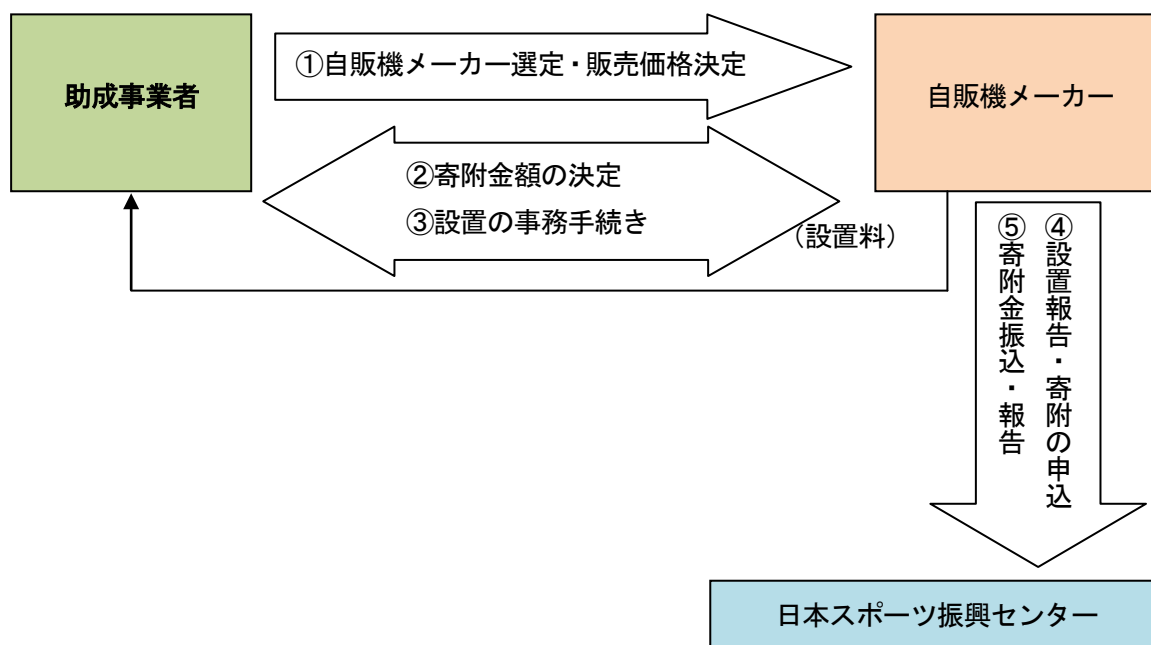 助成事業者
①自販機メーカー選定・販売価格決定
自販機メーカー
②寄附金額の決定
③設置の事務手続き
（設置料）
④設置報告・寄附の申込
⑤寄附金振込・報告
日本スポーツ振興センター